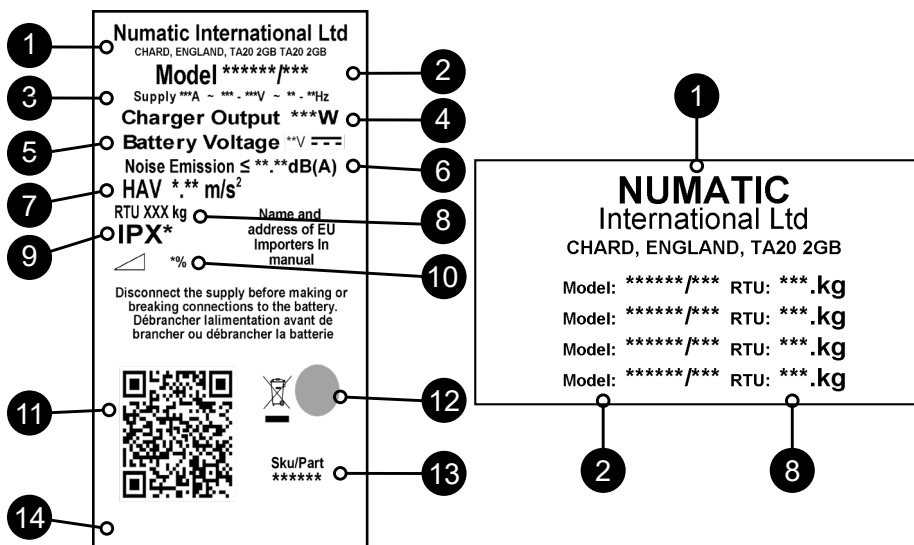 Numatic International Ltd
CHARD, ENGLAND, TA20 2GB TA20 2GB
1
Model ******/***
2
3
Supply ***A ~ *** - ***V ~ ** - **Hz
Charger Output ***W
4
5
Battery Voltage **V
Noise Emission ≤ **.**dB(A)
6
7
HAV *.** m/s²
RTU XXX kg
8
9
IPX*
Name and
address of EU
Importers In
manual
*%
10
Disconnect the supply before making or
breaking connections to the battery.
Débrancher lalimentation avant de
brancher ou débrancher la batterie
11
12
Sku/Part
******
13
14
1
NUMATIC
International Ltd
CHARD, ENGLAND, TA20 2GB
Model: ******/*** RTU: ***.kg
Model: ******/*** RTU: ***.kg
Model: ******/*** RTU: ***.kg
Model: ******/*** RTU: ***.kg
2
8